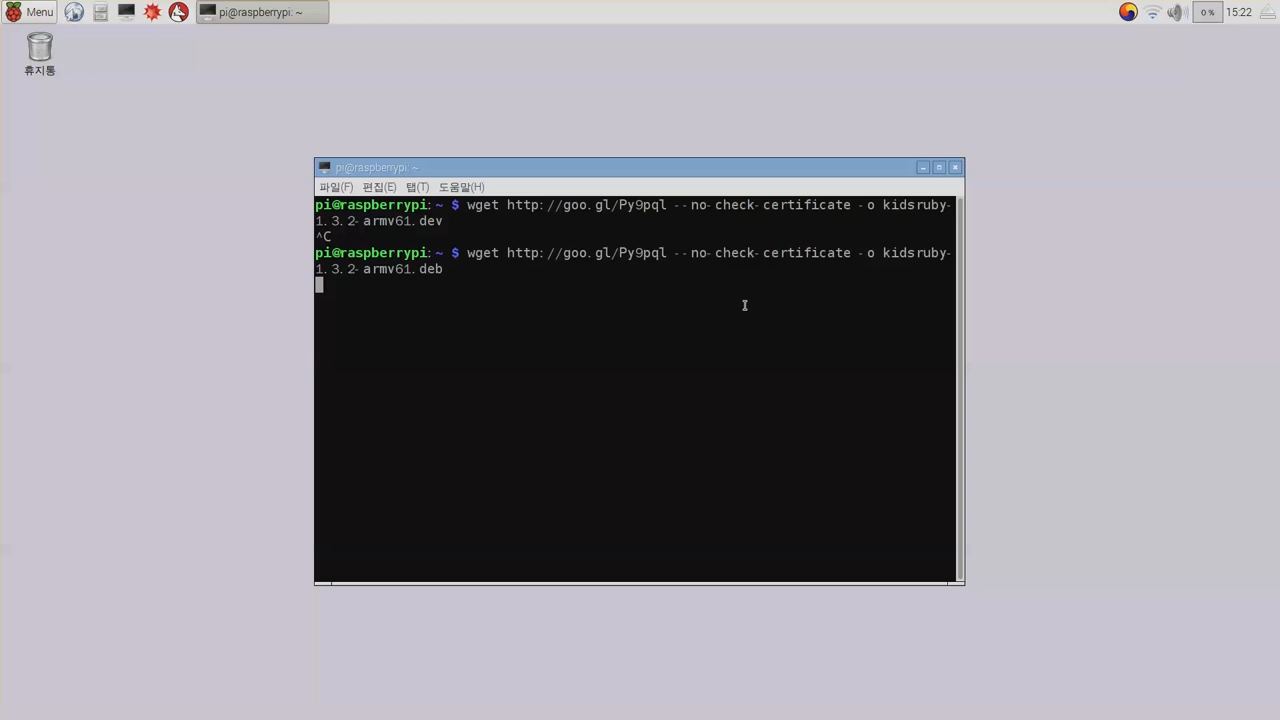 Menu
pi@raspberrypi: ~
0 %
15:22
휴지통
pi@raspberrypi: ~
파일(F) 편집(E) 탭(T) 도움말(H)
pi@raspberrypi: ~ $ wget http://goo.gl/Py9pql --no-check-certificate -o kidsruby-
1.3.2-armv61.dev
^C
pi@raspberrypi: ~ $ wget http://goo.gl/Py9pql --no-check-certificate -o kidsruby-
1.3.2-armv61.deb